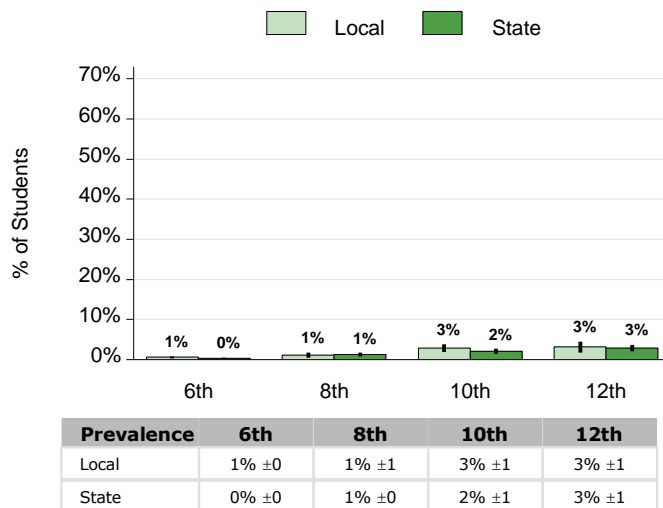 Local State
70%
60%
50%
40%
30%
20%
10%
0%
% of Students
1% 0% 1% 1% 3% 2% 3% 3%
6th 8th 10th 12th
Prevalence 6th 8th 10th 12th
Local 1% ±0 1% ±1 3% ±1 3% ±1
State 0% ±0 1% ±0 2% ±1 3% ±1